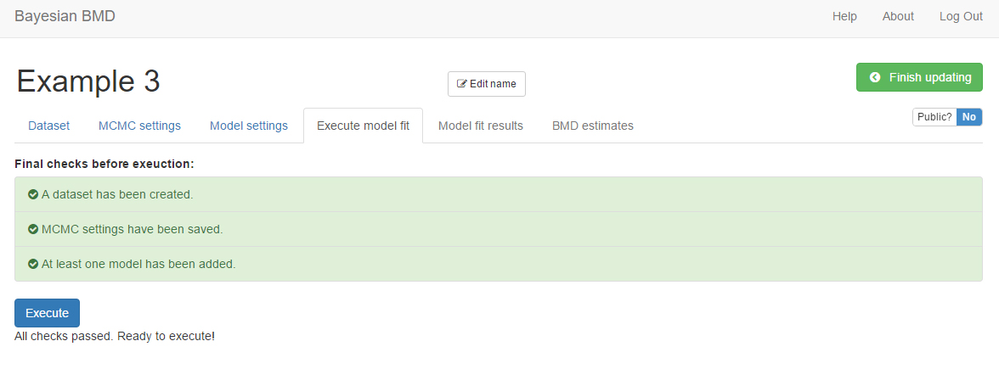 Bayesian BMD Help About Log Out
Example 3 Edit name Finish updating
Public? No
Dataset MCMC settings Model settings Execute model fit Model fit results BMD estimates
Final checks before exeuction:
A dataset has been created.
MCMC settings have been saved.
At least one model has been added.
Execute
All checks passed. Ready to execute!